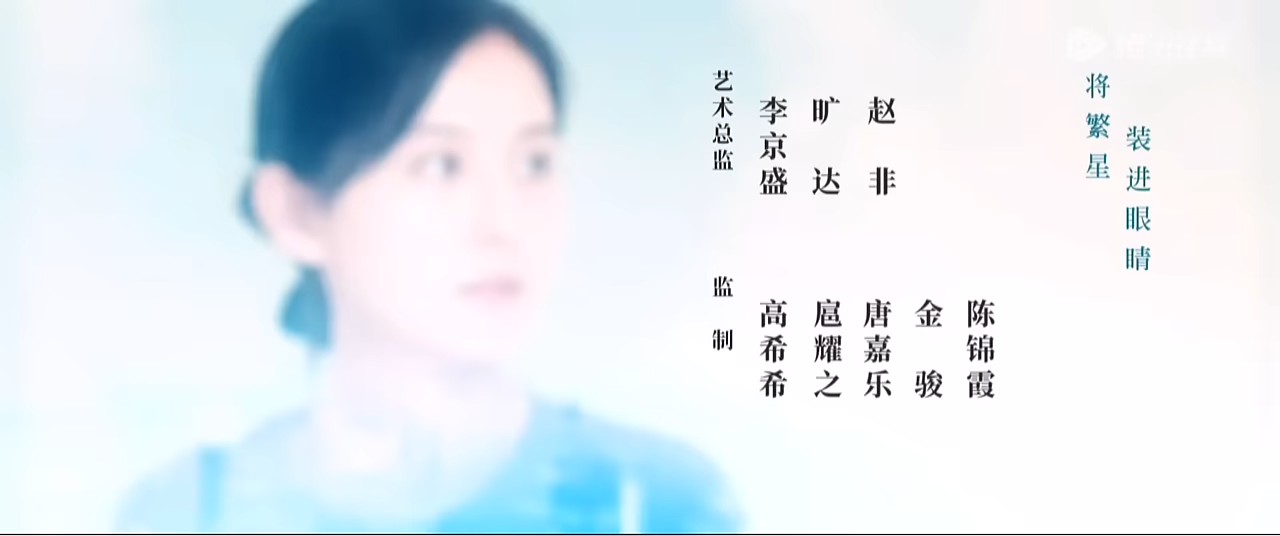 艺术总监
李京盛
旷达
赵非
监制
高希希
扈耀之
唐嘉乐
金骏
陈锦霞
将繁星
装进眼睛